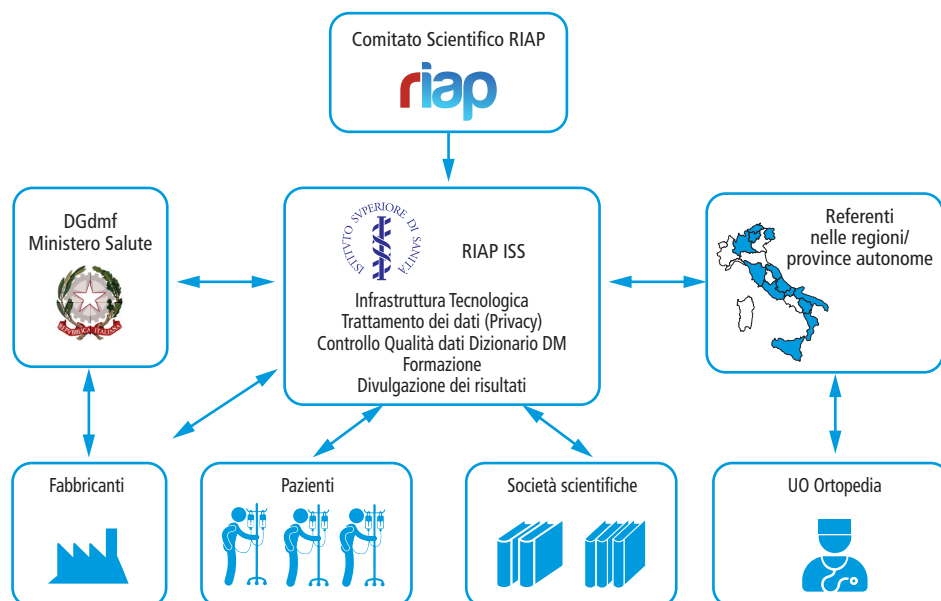 Comitato Scientifico RIAP
riap
DGdmf
Ministero Salute
REPVBBLICA ITALIANA
ISTITUTO SVPERIORE DI SANITÀ
RIAP ISS
Infrastruttura Tecnologica
Trattamento dei dati (Privacy)
Controllo Qualità dati Dizionario DM
Formazione
Divulgazione dei risultati
Referenti
nelle regioni/
province autonome
Fabbricanti
Pazienti
Società scientifiche
UO Ortopedia